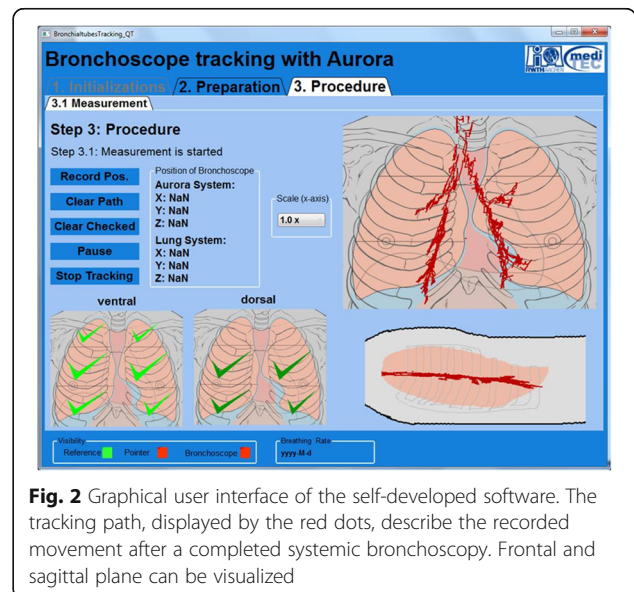 BronchialtubesTracking_QT
Bronchoscope tracking with Aurora
RWTH
medi
TEC
1. Initializations
2. Preparation
3. Procedure
3.1 Measurement
Step 3: Procedure
Step 3.1: Measurement is started
Record Pos.
Clear Path
Clear Checked
Pause
Stop Tracking
Position of Bronchoscope
Aurora System:
X: NaN
Y: NaN
Z: NaN
Lung System:
X: NaN
Y: NaN
Z: NaN
Scale (x-axis)
1.0 x
ventral
dorsal
Visibility
Reference
Pointer
Bronchoscope
Breathing Rate
yyyy-M-d
Fig. 2 Graphical user interface of the self-developed software. The
tracking path, displayed by the red dots, describe the recorded
movement after a completed systemic bronchoscopy. Frontal and
sagittal plane can be visualized